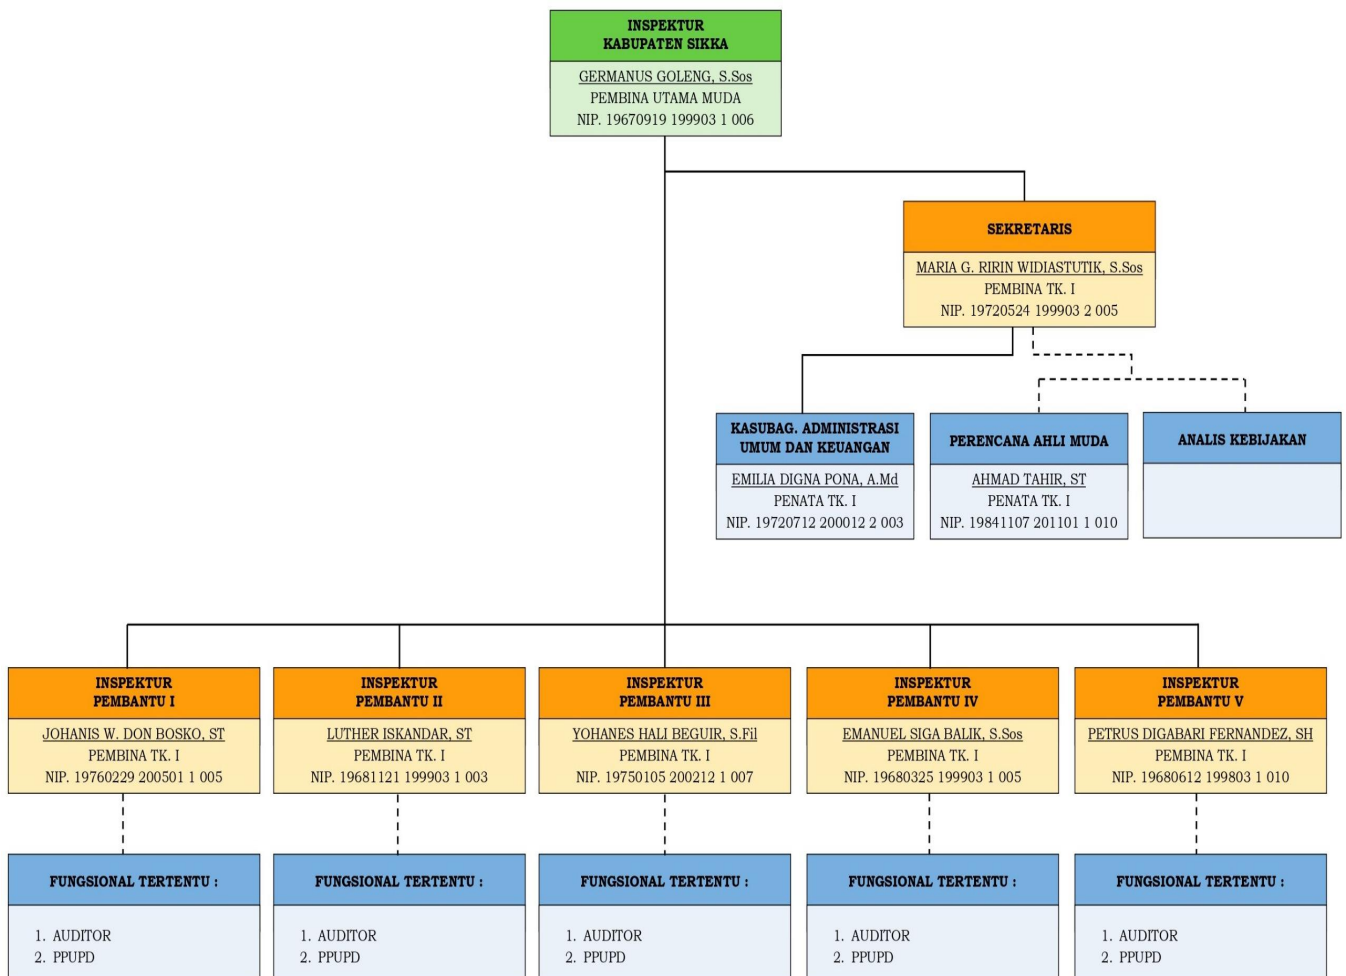 INSPEKTUR
KABUPATEN SIKKA
GERMANUS GOLENG, S.Sos
PEMBINA UTAMA MUDA
NIP. 19670919 199903 1 006
SEKRETARIS
MARIA G. RIRIN WIDIASTUTIK, S.Sos
PEMBINA TK. I
NIP. 19720524 199903 2 005
KASUBAG. ADMINISTRASI
UMUM DAN KEUANGAN
EMILIA DIGNA PONA, A.Md
PENATA TK. I
NIP. 19720712 200012 2 003
PERENCANA AHLI MUDA
AHMAD TAHIR, ST
PENATA TK. I
NIP. 19841107 201101 1 010
ANALIS KEBIJAKAN
INSPEKTUR
PEMBANTU I
JOHANIS W. DON BOSKO, ST
PEMBINA TK. I
NIP. 19760229 200501 1 005
INSPEKTUR
PEMBANTU II
LUTHER ISKANDAR, ST
PEMBINA TK. I
NIP. 19681121 199903 1 003
INSPEKTUR
PEMBANTU III
YOHANES HALI BEGUIR, S.Fil
PEMBINA TK. I
NIP. 19750105 200212 1 007
INSPEKTUR
PEMBANTU IV
EMANUEL SIGA BALIK, S.Sos
PEMBINA TK. I
NIP. 19680325 199903 1 005
INSPEKTUR
PEMBANTU V
PETRUS DIGABARI FERNANDEZ, SH
PEMBINA TK. I
NIP. 19680612 199803 1 010
FUNGSIONAL TERTENTU :
1. AUDITOR
2. PPUPD
FUNGSIONAL TERTENTU :
1. AUDITOR
2. PPUPD
FUNGSIONAL TERTENTU :
1. AUDITOR
2. PPUPD
FUNGSIONAL TERTENTU :
1. AUDITOR
2. PPUPD
FUNGSIONAL TERTENTU :
1. AUDITOR
2. PPUPD